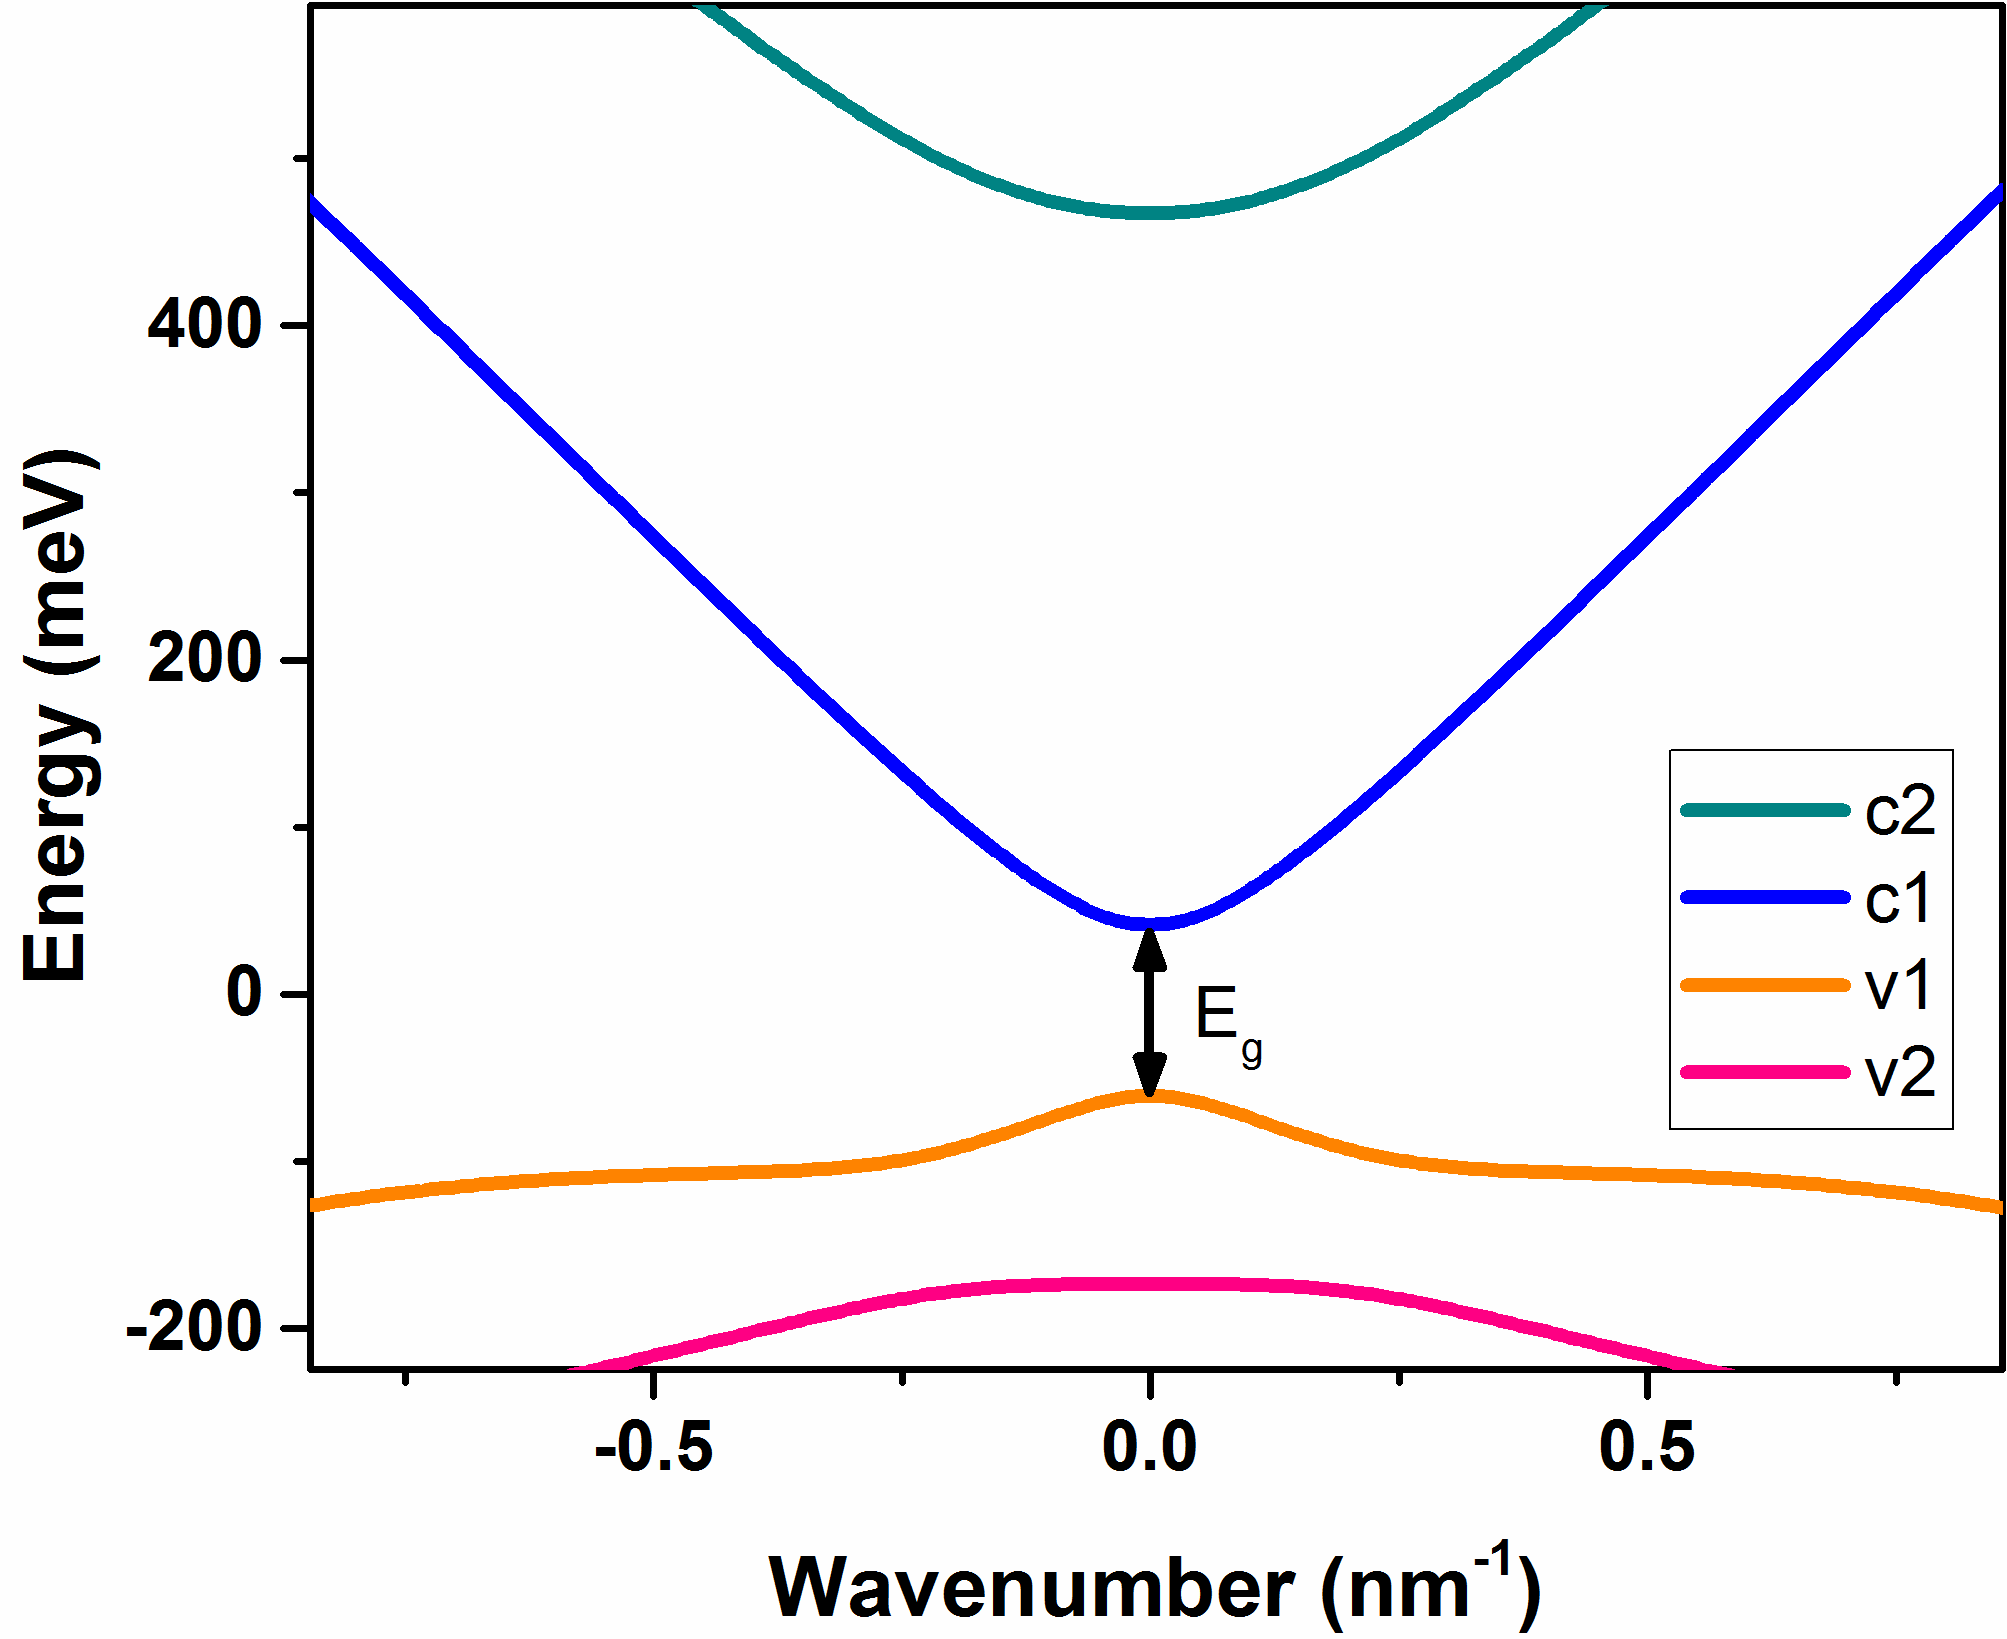 Energy (meV)
400
200
0
-200
-0.5
0.0
0.5
Wavenumber (nm⁻¹)
E_g
c2
c1
v1
v2